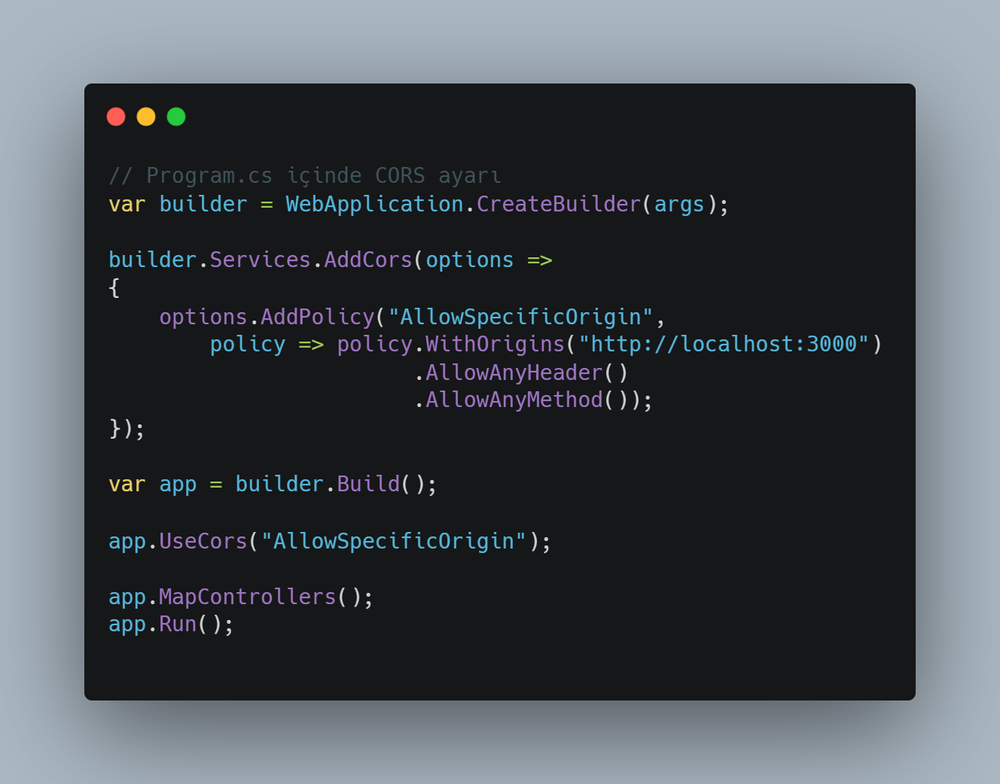 // Program.cs içinde CORS ayarı
var builder = WebApplication.CreateBuilder(args);
builder.Services.AddCors(options =>
{
    options.AddPolicy("AllowSpecificOrigin",
        policy => policy.WithOrigins("http://localhost:3000")
                        .AllowAnyHeader()
                        .AllowAnyMethod());
});
var app = builder.Build();
app.UseCors("AllowSpecificOrigin");
app.MapControllers();
app.Run();